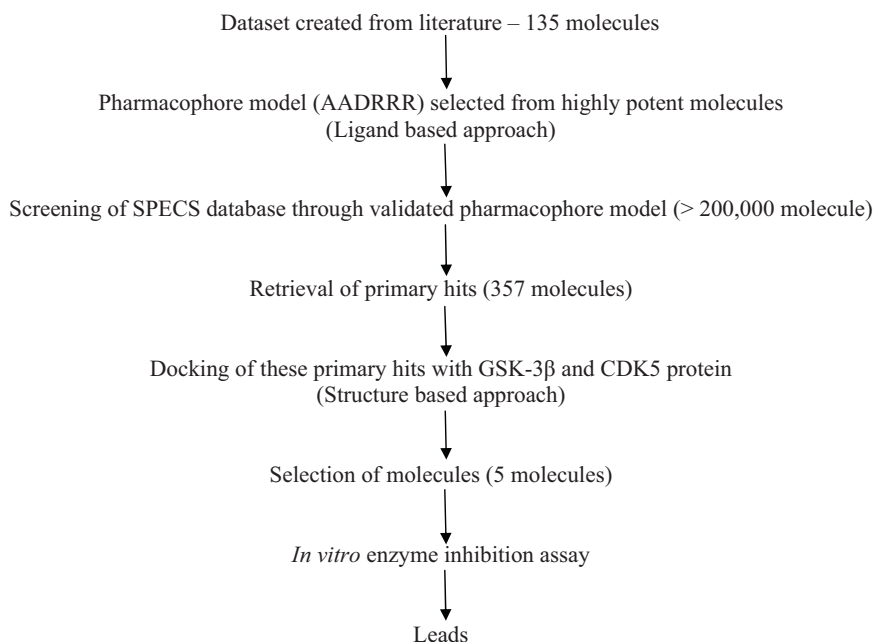 Dataset created from literature – 135 molecules
Pharmacophore model (AADRRR) selected from highly potent molecules
(Ligand based approach)
Screening of SPECS database through validated pharmacophore model (> 200,000 molecule)
Retrieval of primary hits (357 molecules)
Docking of these primary hits with GSK-3β and CDK5 protein
(Structure based approach)
Selection of molecules (5 molecules)
In vitro enzyme inhibition assay
Leads